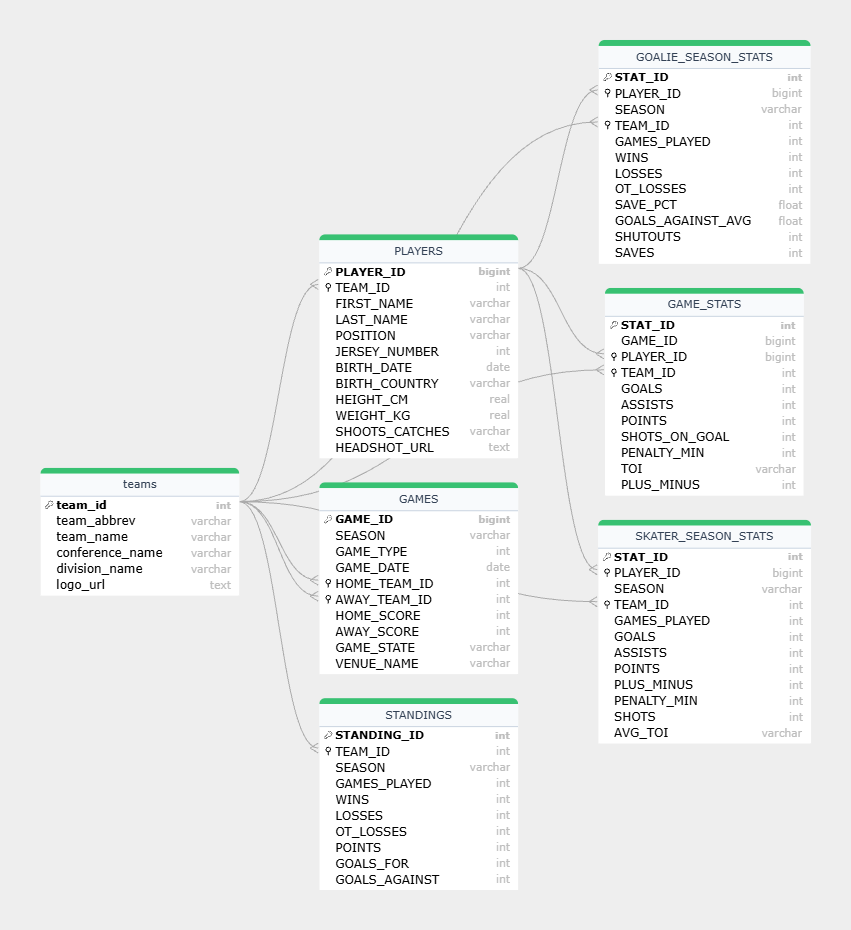 GOALIE_SEASON_STATS
STAT_ID int
PLAYER_ID bigint
SEASON varchar
TEAM_ID int
GAMES_PLAYED int
WINS int
LOSSES int
OT_LOSSES int
SAVE_PCT float
GOALS_AGAINST_AVG float
SHUTOUTS int
SAVES int
PLAYERS
PLAYER_ID bigint
TEAM_ID int
FIRST_NAME varchar
LAST_NAME varchar
POSITION varchar
JERSEY_NUMBER int
BIRTH_DATE date
BIRTH_COUNTRY varchar
HEIGHT_CM real
WEIGHT_KG real
SHOOTS_CATCHES varchar
HEADSHOT_URL text
GAME_STATS
STAT_ID int
GAME_ID bigint
PLAYER_ID bigint
TEAM_ID int
GOALS int
ASSISTS int
POINTS int
SHOTS_ON_GOAL int
PENALTY_MIN int
TOI varchar
PLUS_MINUS int
teams
team_id int
team_abbrev varchar
team_name varchar
conference_name varchar
division_name varchar
logo_url text
GAMES
GAME_ID bigint
SEASON varchar
GAME_TYPE int
GAME_DATE date
HOME_TEAM_ID int
AWAY_TEAM_ID int
HOME_SCORE int
AWAY_SCORE int
GAME_STATE varchar
VENUE_NAME varchar
SKATER_SEASON_STATS
STAT_ID int
PLAYER_ID bigint
SEASON varchar
TEAM_ID int
GAMES_PLAYED int
GOALS int
ASSISTS int
POINTS int
PLUS_MINUS int
PENALTY_MIN int
SHOTS int
AVG_TOI varchar
STANDINGS
STANDING_ID int
TEAM_ID int
SEASON varchar
GAMES_PLAYED int
WINS int
LOSSES int
OT_LOSSES int
POINTS int
GOALS_FOR int
GOALS_AGAINST int